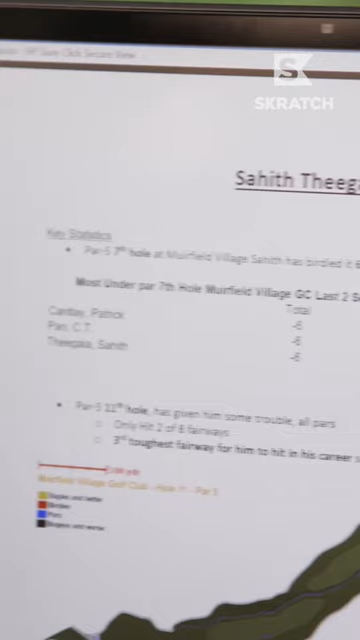 SKRATCH
Sahith Theega
Key Statistics
Par-5 7th hole at Muirfield Village Sahith has birdied it 6
Most Under par 7th Hole Muirfield Village GC Last 2 S
Total
Cantlay, Patrick -6
Pan, C.T. -6
Theegala, Sahith -6
Par-5 11th hole, has given him some trouble, all pars
Only Hit 2 of 8 fairways
3rd toughest fairway for him to hit in his career
Muirfield Village Golf Club - Hole 11 - Par 5
Eagles and better
Birdies
Pars
Bogeys and worse